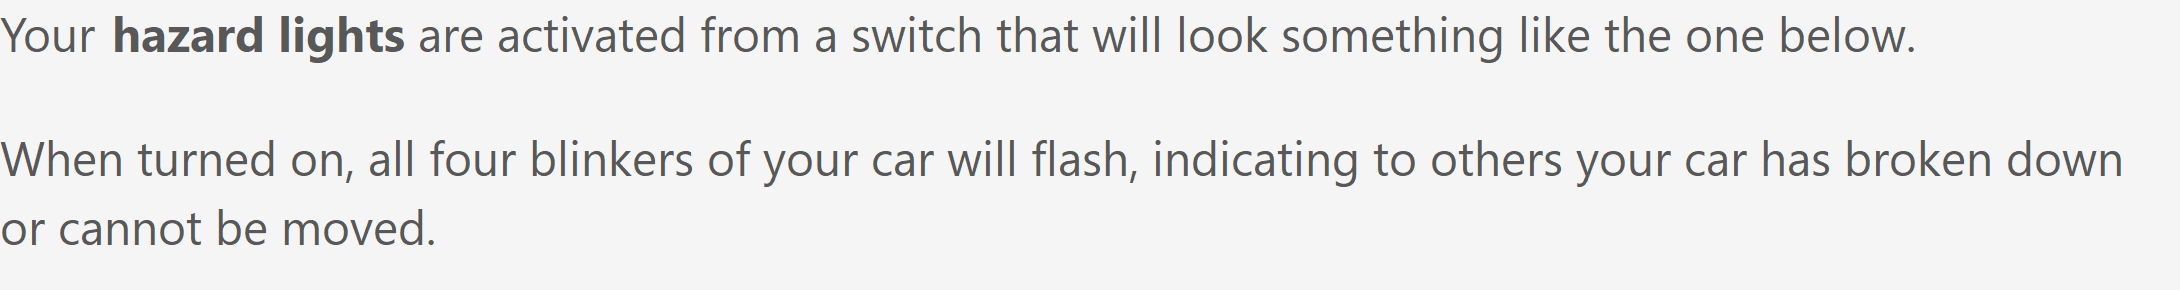 Your hazard lights are activated from a switch that will look something like the one below.
When turned on, all four blinkers of your car will flash, indicating to others your car has broken down
or cannot be moved.